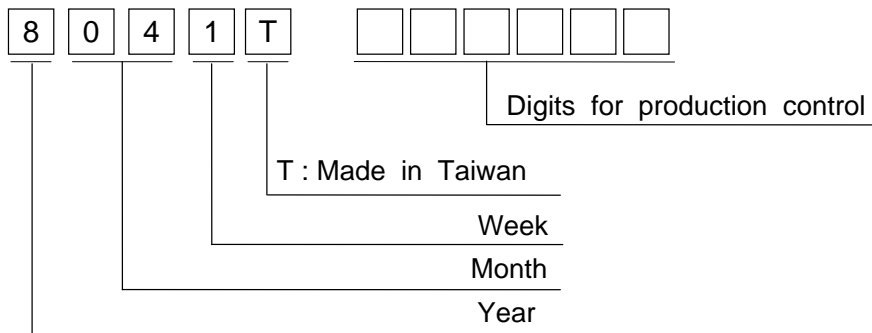 8 0 4 1 T
Digits for production control
T : Made in Taiwan
Week
Month
Year